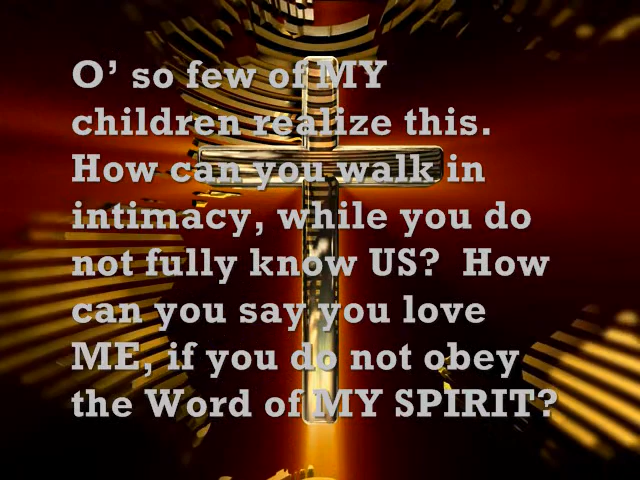 O’ so few of MY
children realize this.
How can you walk in
intimacy, while you do
not fully know US?  How
can you say you love
ME, if you do not obey
the Word of MY SPIRIT?